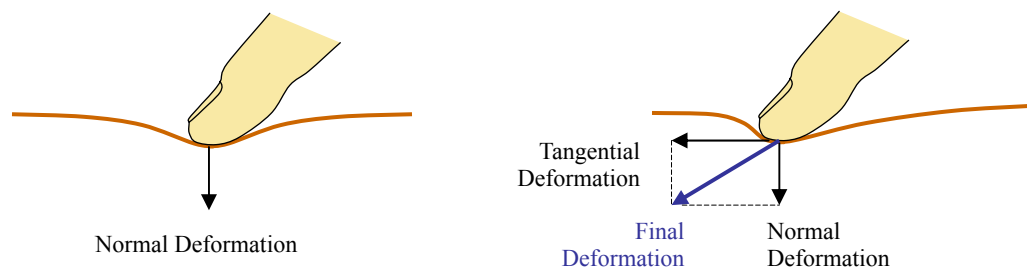 Normal Deformation
Tangential
Deformation
Final
Deformation
Normal
Deformation